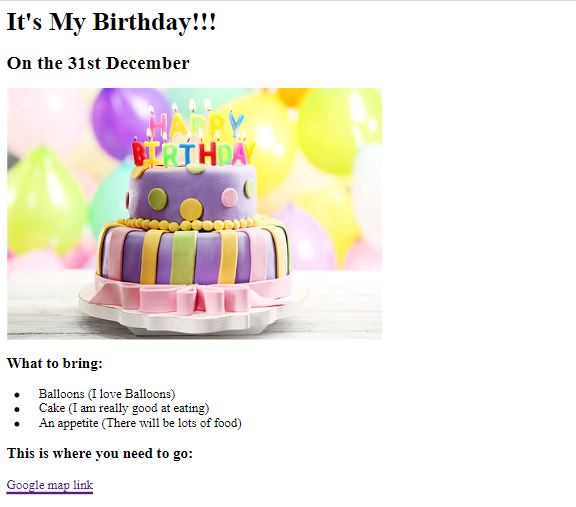 It's My Birthday!!!
On the 31st December
HAPPY
BIRTHDAY
What to bring:
Balloons (I love Balloons)
Cake (I am really good at eating)
An appetite (There will be lots of food)
This is where you need to go:
Google map link